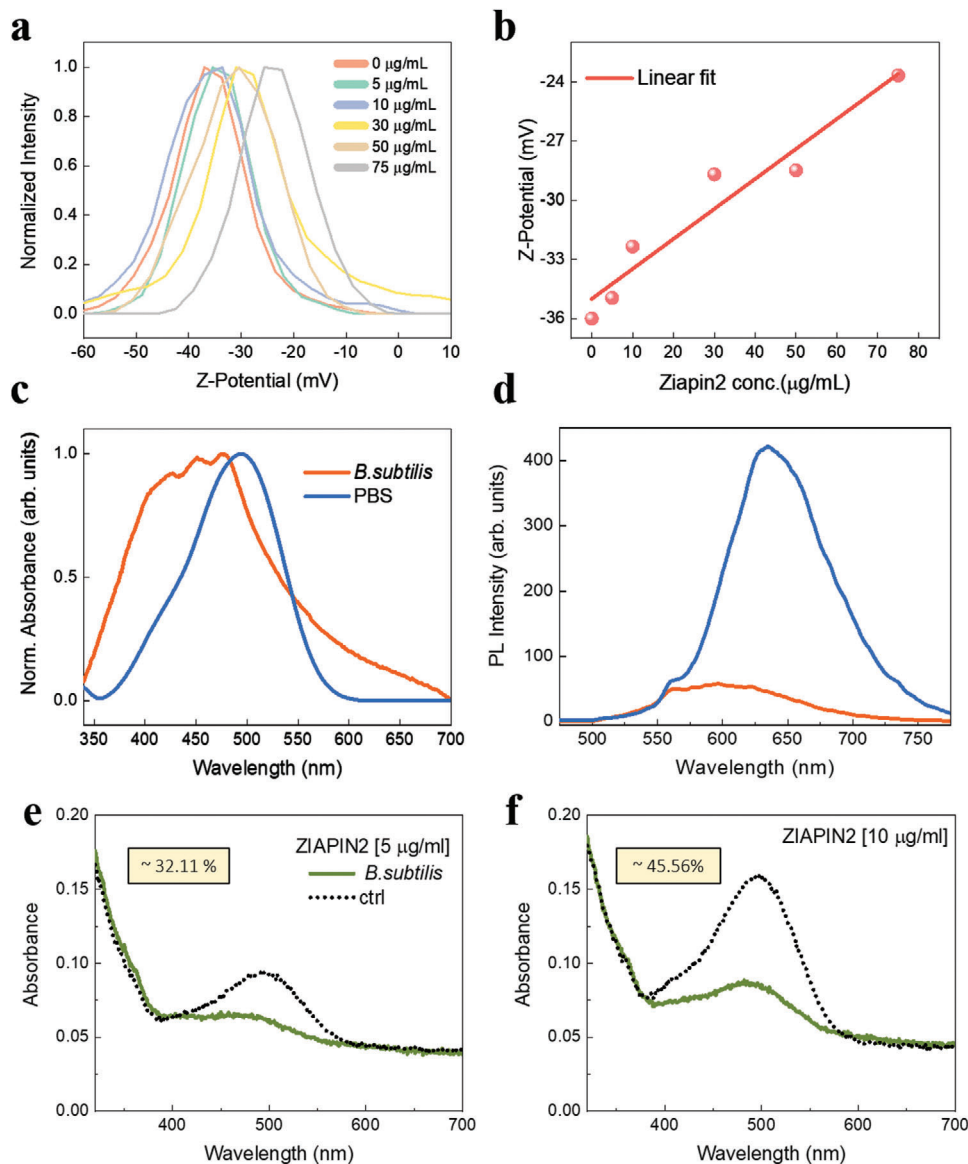 a
1.0
0.8
0.6
0.4
0.2
0.0
Normalized Intensity
0 µg/mL
5 µg/mL
10 µg/mL
30 µg/mL
50 µg/mL
75 µg/mL
-60 -50 -40 -30 -20 -10 0 10
Z-Potential (mV)
b
-24
-27
-30
-33
-36
Z-Potential (mV)
Linear fit
0 10 20 30 40 50 60 70 80
Ziapin2 conc.(µg/mL)
c
1.0
0.5
0.0
Norm. Absorbance (arb. units)
B.subtilis
PBS
350 400 450 500 550 600 650 700
Wavelength (nm)
d
400
300
200
100
0
PL Intensity (arb. units)
500 550 600 650 700 750
Wavelength (nm)
e
0.20
0.15
0.10
0.05
0.00
Absorbance
~ 32.11 %
ZIAPIN2 [5 µg/ml]
B.subtilis
ctrl
400 500 600 700
Wavelength (nm)
f
0.20
0.15
0.10
0.05
0.00
Absorbance
~ 45.56%
ZIAPIN2 [10 µg/ml]
400 500 600 700
Wavelength (nm)